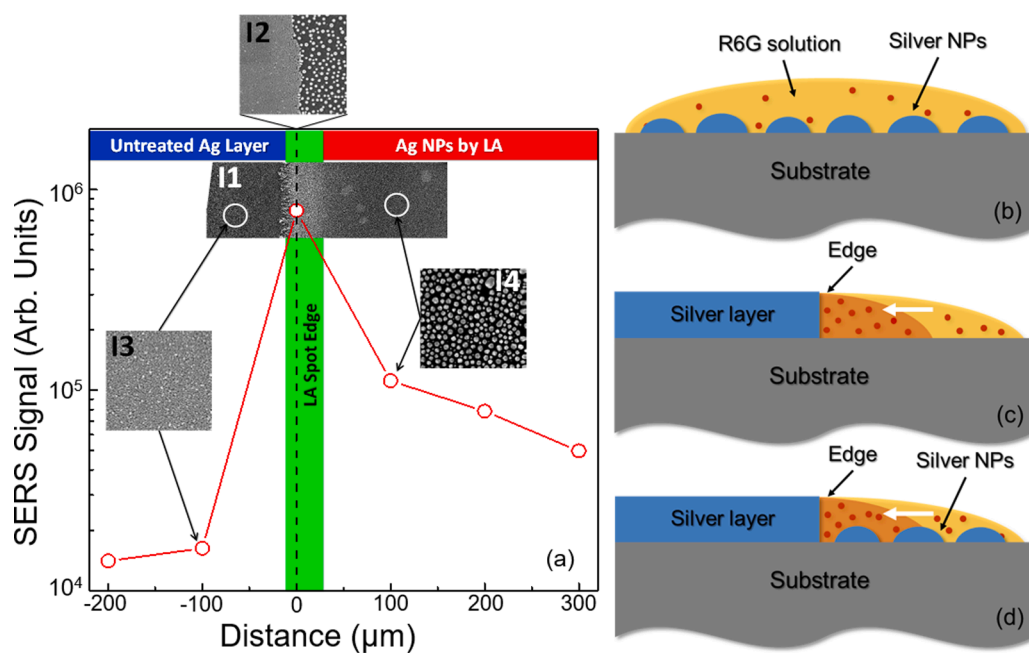 I2
Untreated Ag Layer
Ag NPs by LA
I1
I3
I4
LA Spot Edge
SERS Signal (Arb. Units)
10^6
10^5
10^4
-200 -100 0 100 200 300
Distance (µm)
(a)
R6G solution
Silver NPs
Substrate
(b)
Edge
Silver layer
Substrate
(c)
Edge
Silver NPs
Silver layer
Substrate
(d)